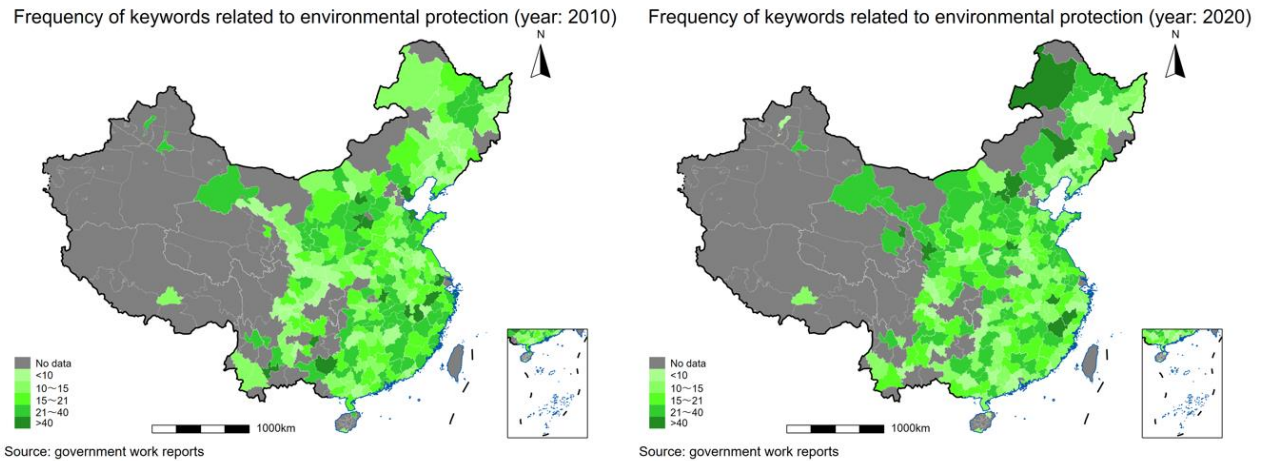 Frequency of keywords related to environmental protection (year: 2010)
N
No data
<10
10～15
15～21
21～40
>40
1000km
Source: government work reports
Frequency of keywords related to environmental protection (year: 2020)
N
No data
<10
10～15
15～21
21～40
>40
1000km
Source: government work reports